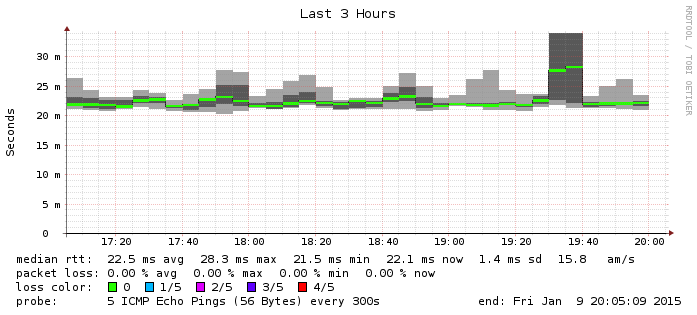 Last 3 Hours
RRDTOOL / TOBI OETIKER
Seconds
30 m
25 m
20 m
15 m
10 m
5 m
0
17:20 17:40 18:00 18:20 18:40 19:00 19:20 19:40 20:00
median rtt: 22.5 ms avg 28.3 ms max 21.5 ms min 22.1 ms now 1.4 ms sd 15.8 am/s
packet loss: 0.00 % avg 0.00 % max 0.00 % min 0.00 % now
loss color: 0 1/5 2/5 3/5 4/5
probe: 5 ICMP Echo Pings (56 Bytes) every 300s end: Fri Jan 9 20:05:09 2015